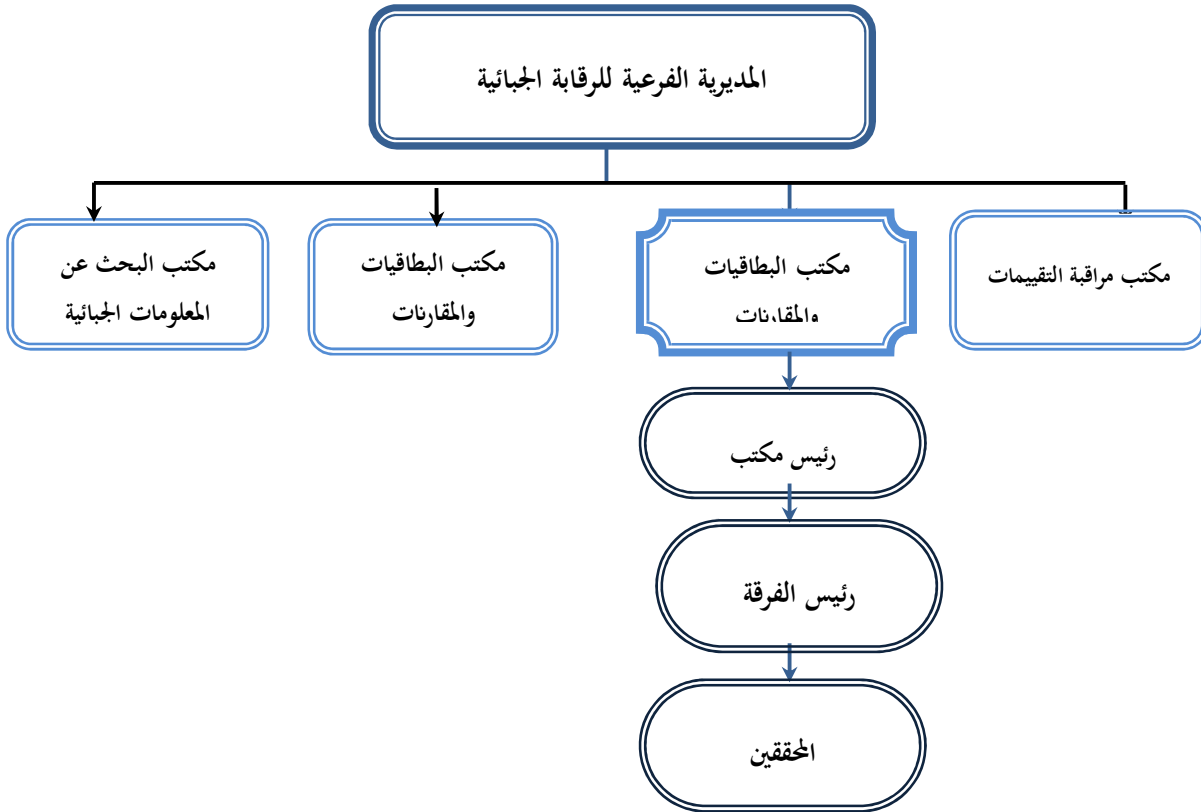 المديرية الفرعية للرقابة الجبائية
مكتب مراقبة التقييمات
مكتب البطاقيات
والمقارنات
مكتب البطاقيات
والمقارنات
مكتب البحث عن
المعلومات الجبائية
رئيس مكتب
رئيس الفرقة
المحققين